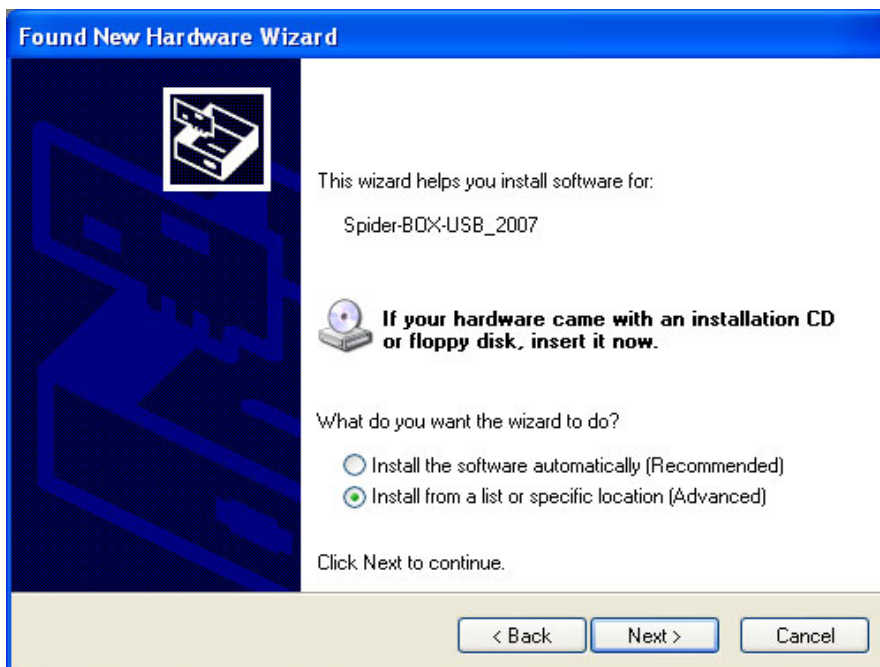 Found New Hardware Wizard
This wizard helps you install software for:
Spider-BOX-USB_2007
If your hardware came with an installation CD
or floppy disk, insert it now.
What do you want the wizard to do?
Install the software automatically (Recommended)
Install from a list or specific location (Advanced)
Click Next to continue.
< Back Next > Cancel